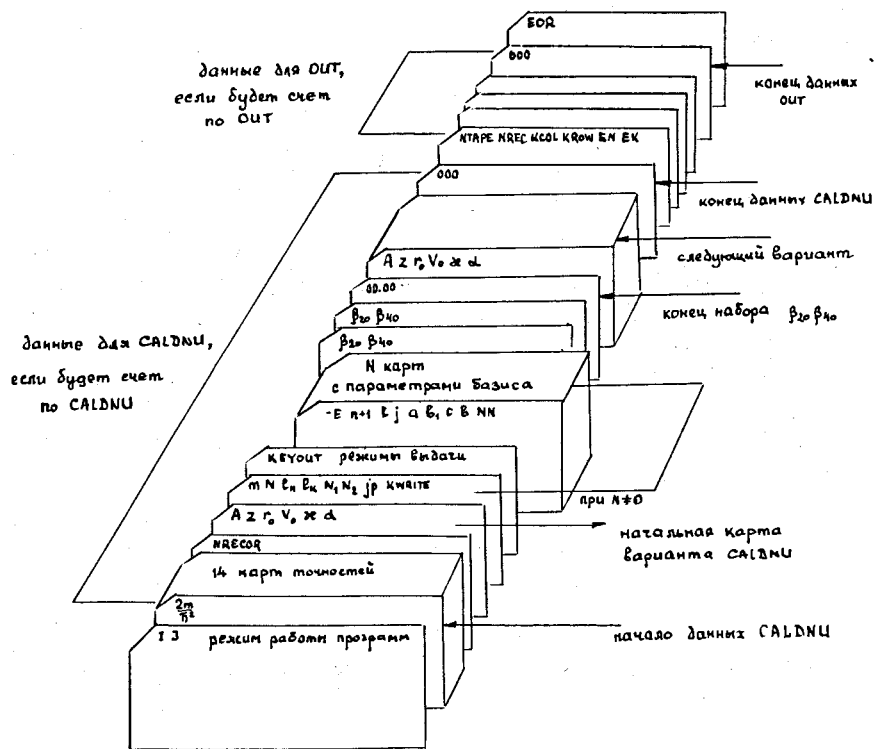 EOR
000
данные для OUT,
если будет счет
по OUT
конец данных
OUT
NTAPE NREC KCOL KROW EN EK
000
конец данных CALDNU
следующий вариант
A z r₀ V₀ æ d
00.00
конец набора β₂₀ β₄₀
β₂₀ β₄₀
β₂₀ β₄₀
данные для CALDNU,
если будет счет
по CALDNU
N карт
с параметрами базиса
-E n+1 l j a b₁ c b NN
KEYOUT режимы выдачи
m N lₙ lₖ N₁ N₂ jp KWRITE
при N≠0
A z r₀ V₀ æ d
начальная карта
варианта CALDNU
NRECOR
14 карт точностей
2m/ħ²
начало данных CALDNU
I J режим работы программ